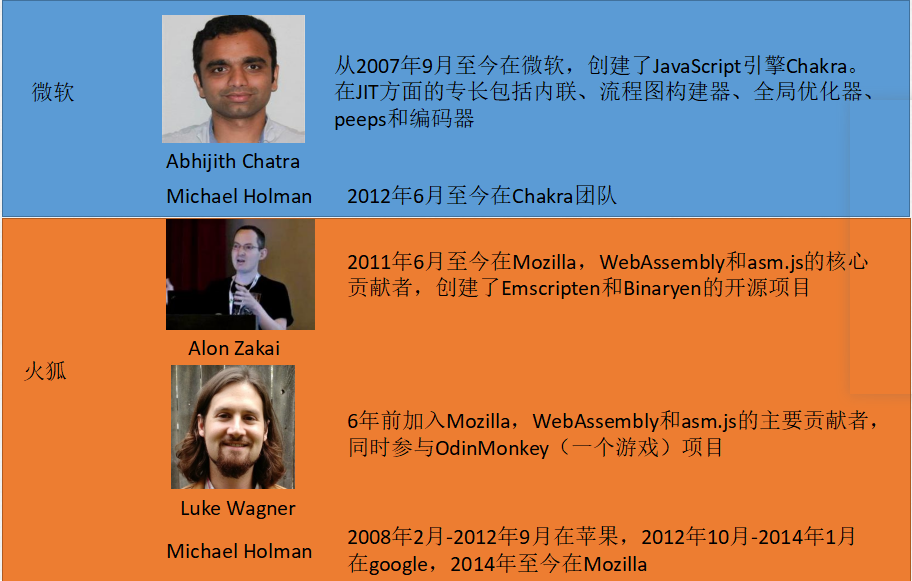 微软
从2007年9月至今在微软，创建了JavaScript引擎Chakra。
在JIT方面的专长包括内联、流程图构建器、全局优化器、
peeps和编码器
Abhijith Chatra
Michael Holman
2012年6月至今在Chakra团队
火狐
2011年6月至今在Mozilla，WebAssembly和asm.js的核心
贡献者，创建了Emscripten和Binaryen的开源项目
Alon Zakai
6年前加入Mozilla，WebAssembly和asm.js的主要贡献者，
同时参与OdinMonkey（一个游戏）项目
Luke Wagner
Michael Holman
2008年2月-2012年9月在苹果，2012年10月-2014年1月
在google，2014年至今在Mozilla